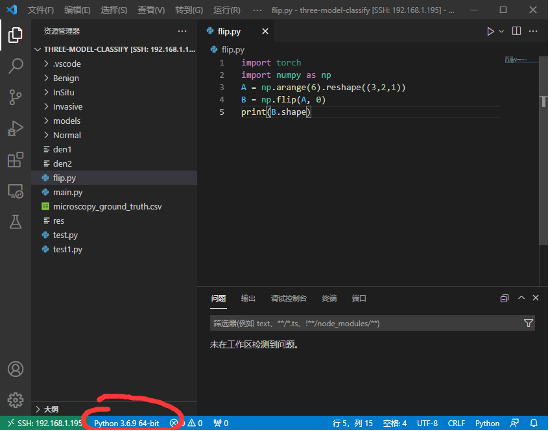 文件(F) 编辑(E) 选择(S) 查看(V) 转到(G) 运行(R) ··· flip.py - three-model-classify [SSH: 192.168.1.195] - ...
资源管理器 ···
THREE-MODEL-CLASSIFY [SSH: 192.168.1.1...
.vscode
Benign
InSitu
Invasive
models
Normal
den1
den2
flip.py
main.py
microscopy_ground_truth.csv
res
test.py
test1.py
大纲
flip.py
flip.py
1 import torch
2 import numpy as np
3 A = np.arange(6).reshape((3,2,1))
4 B = np.flip(A, 0)
5 print(B.shape)
问题 输出 调试控制台 终端 端口
筛选器(例如 text、**/*.ts、!**/node_modules/**)
未在工作区检测到问题。
SSH: 192.168.1.195 Python 3.6.9 64-bit 0 0 0 行 5，列 15 空格: 4 UTF-8 CRLF Python